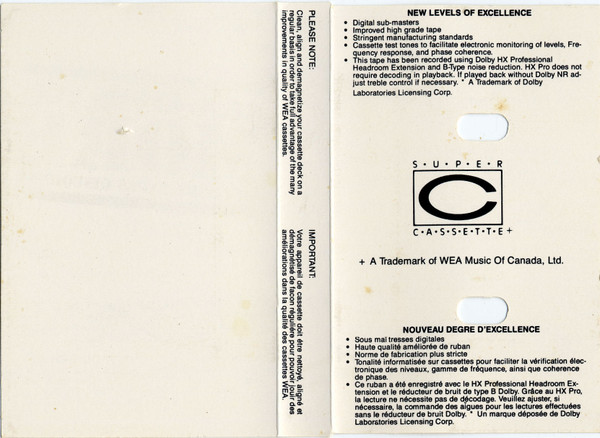 PLEASE NOTE:
Clean, align and demagnetize your cassette deck on a
regular basis in order to take full advantage of the many
improvements in quality of WEA cassettes.
IMPORTANT:
Votre appareil de cassette doit être nettoyé, aligné et
démagnétisé de facon régulière pour pouvoir jouir des
améliorations dans la qualité des cassettes WEA.
NEW LEVELS OF EXCELLENCE
• Digital sub-masters
• Improved high grade tape
• Stringent manufacturing standards
• Cassette test tones to facilitate electronic monitoring of levels, Fre-
quency response, and phase coherence.
• This tape has been recorded using Dolby HX Professional
Headroom Extension and B-Type noise reduction. HX Pro does not
require decoding in playback. If played back without Dolby NR ad-
just treble control if necessary. * A Trademark of Dolby
Laboratories Licensing Corp.
S·U·P·E·R
C
C·A·S·S·E·T·T·E+
+ A Trademark of WEA Music Of Canada, Ltd.
NOUVEAU DEGRE D'EXCELLENCE
• Sous mal tresses digitales
• Haute qualité améliorée de ruban
• Norme de fabrication plus stricte
• Tonalité informatisée sur cassettes pour faciliter la vérification élec-
tronique des niveaux, gamme de fréquence, ainsi que coherence
de phase.
• Ce ruban a été enregistré avec le HX Professional Headroom Ex-
tension et le réducteur de bruit de type B Dolby. Grâce au HX Pro,
la lecture ne nécessite pas de décodage. Veuillez ajuster, si
nécessaire, la commande des aigues pour les lectures effectuées
sans le réducteur de bruit Dolby. * Un marque déposée de Dolby
Laboratories Licensing Corp.